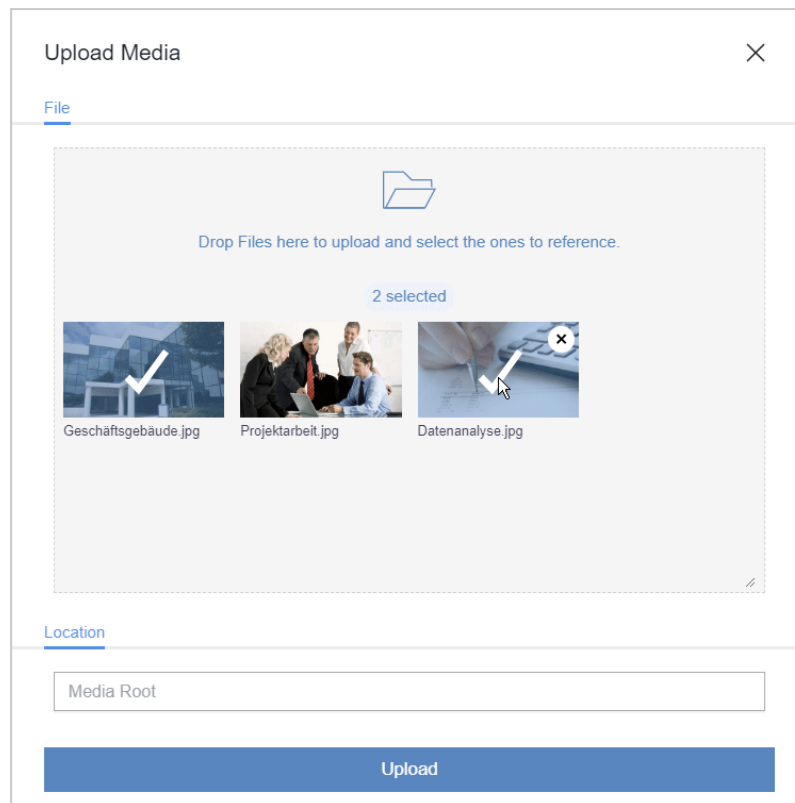 Upload Media
File
Drop Files here to upload and select the ones to reference.
2 selected
Geschäftsgebäude.jpg Projektarbeit.jpg Datenanalyse.jpg
Location
Media Root
Upload